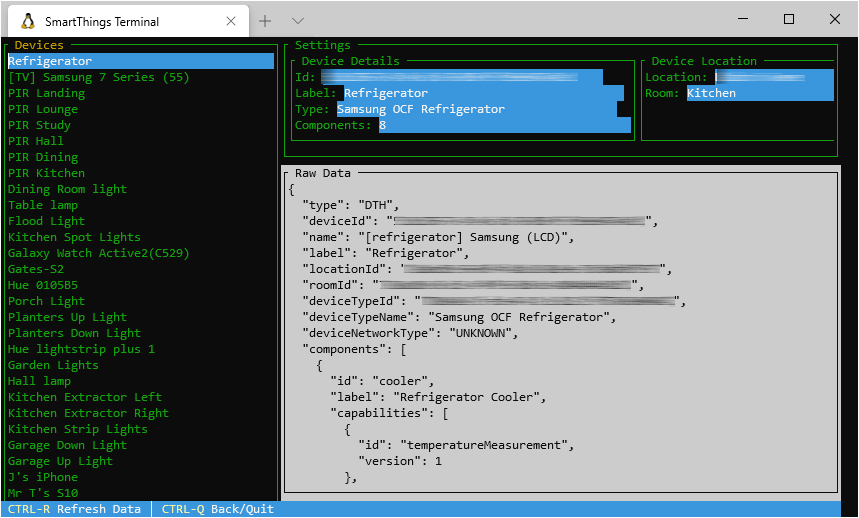 SmartThings Terminal
Devices
Refrigerator
[TV] Samsung 7 Series (55)
PIR Landing
PIR Lounge
PIR Study
PIR Hall
PIR Dining
PIR Kitchen
Dining Room light
Table lamp
Flood Light
Kitchen Spot Lights
Galaxy Watch Active2(C529)
Gates-S2
Hue 0105B5
Porch Light
Planters Up Light
Planters Down Light
Hue lightstrip plus 1
Garden Lights
Hall lamp
Kitchen Extractor Left
Kitchen Extractor Right
Kitchen Strip Lights
Garage Down Light
Garage Up Light
J's iPhone
Mr T's S10
Settings
Device Details
Id:
Label: Refrigerator
Type: Samsung OCF Refrigerator
Components: 8
Device Location
Location:
Room: Kitchen
Raw Data
{
"type": "DTH",
"deviceId": "",
"name": "[refrigerator] Samsung (LCD)",
"label": "Refrigerator",
"locationId": "",
"roomId": "",
"deviceTypeId": "",
"deviceTypeName": "Samsung OCF Refrigerator",
"deviceNetworkType": "UNKNOWN",
"components": [
{
"id": "cooler",
"label": "Refrigerator Cooler",
"capabilities": [
{
"id": "temperatureMeasurement",
"version": 1
},
CTRL-R Refresh Data
CTRL-Q Back/Quit